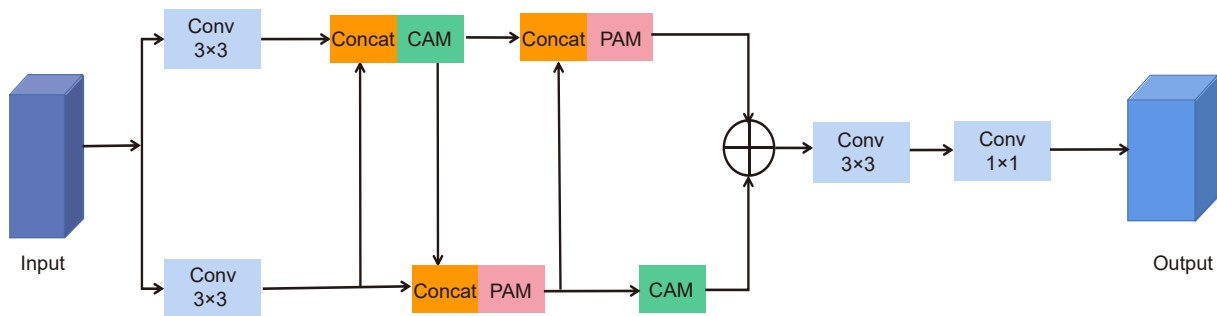 Conv
3×3
Concat CAM
Concat PAM
Input
Conv
3×3
Conv
1×1
Output
Conv
3×3
Concat PAM
CAM